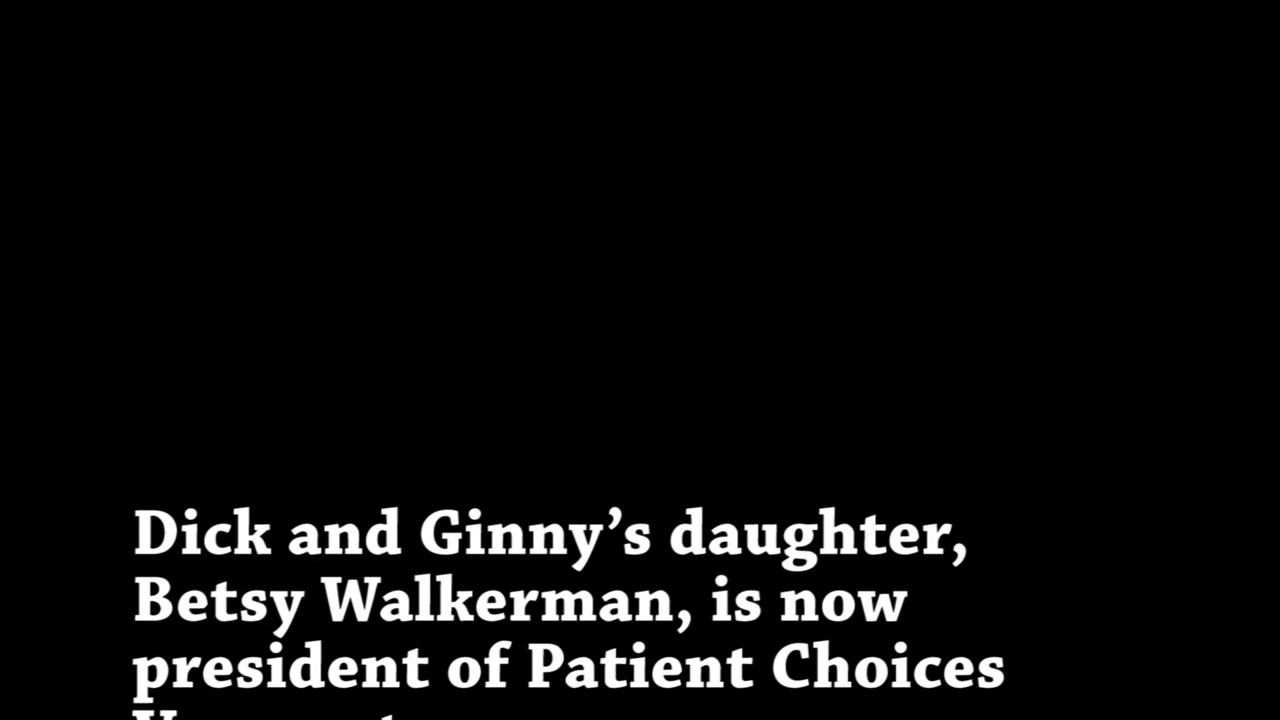 Dick and Ginny’s daughter,
Betsy Walkerman, is now
president of Patient Choices